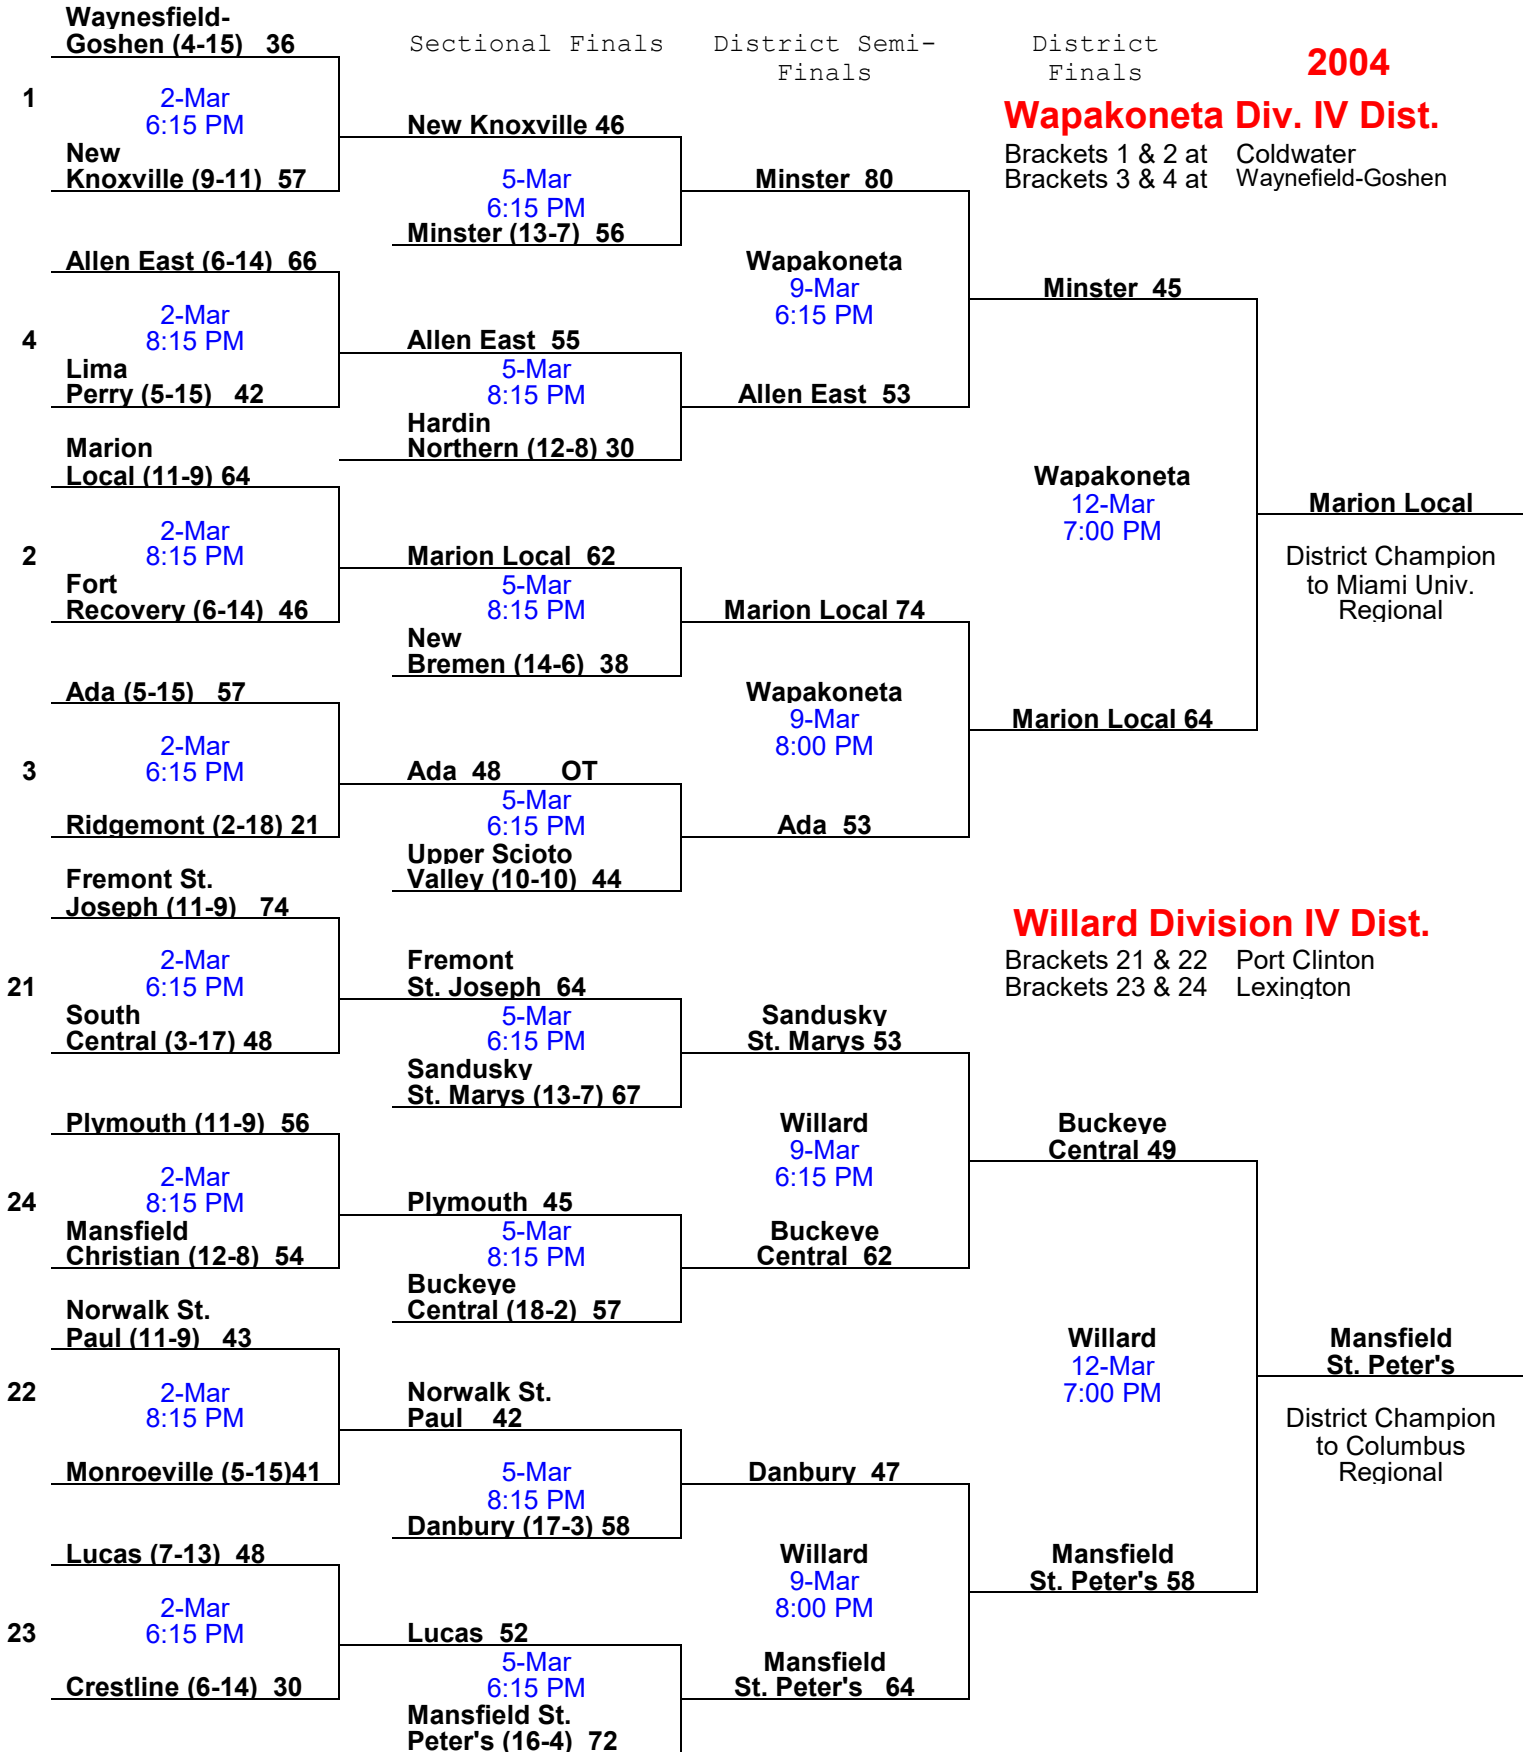 Waynesfield-
Goshen (4-15) 36
1
2-Mar
6:15 PM
New
Knoxville (9-11) 57
Allen East (6-14) 66
4
2-Mar
8:15 PM
Lima
Perry (5-15) 42
Marion
Local (11-9) 64
2
2-Mar
8:15 PM
Fort
Recovery (6-14) 46
Ada (5-15) 57
3
2-Mar
6:15 PM
Ridgemont (2-18) 21
Fremont St.
Joseph (11-9) 74
21
2-Mar
6:15 PM
South
Central (3-17) 48
Plymouth (11-9) 56
24
2-Mar
8:15 PM
Mansfield
Christian (12-8) 54
Norwalk St.
Paul (11-9) 43
22
2-Mar
8:15 PM
Monroeville (5-15)41
Lucas (7-13) 48
23
2-Mar
6:15 PM
Crestline (6-14) 30
Sectional Finals
New Knoxville 46
5-Mar
6:15 PM
Minster (13-7) 56
Allen East 55
5-Mar
8:15 PM
Hardin
Northern (12-8) 30
Marion Local 62
5-Mar
8:15 PM
New
Bremen (14-6) 38
Ada 48 OT
5-Mar
6:15 PM
Upper Scioto
Valley (10-10) 44
Fremont
St. Joseph 64
5-Mar
6:15 PM
Sandusky
St. Marys (13-7) 67
Plymouth 45
5-Mar
8:15 PM
Buckeye
Central (18-2) 57
Norwalk St.
Paul 42
5-Mar
8:15 PM
Danbury (17-3) 58
Lucas 52
5-Mar
6:15 PM
Mansfield St.
Peter's (16-4) 72
District Semi-
Finals
Minster 80
Wapakoneta
9-Mar
6:15 PM
Allen East 53
Marion Local 74
Wapakoneta
9-Mar
8:00 PM
Ada 53
Sandusky
St. Marys 53
Willard
9-Mar
6:15 PM
Buckeye
Central 62
Danbury 47
Willard
9-Mar
8:00 PM
Mansfield
St. Peter's 64
District
Finals
2004
Wapakoneta Div. IV Dist.
Brackets 1 & 2 at Coldwater
Brackets 3 & 4 at Waynefield-Goshen
Minster 45
Wapakoneta
12-Mar
7:00 PM
Marion Local 64
Marion Local
District Champion
to Miami Univ.
Regional
Willard Division IV Dist.
Brackets 21 & 22 Port Clinton
Brackets 23 & 24 Lexington
Buckeye
Central 49
Willard
12-Mar
7:00 PM
Mansfield
St. Peter's 58
Mansfield
St. Peter's
District Champion
to Columbus
Regional